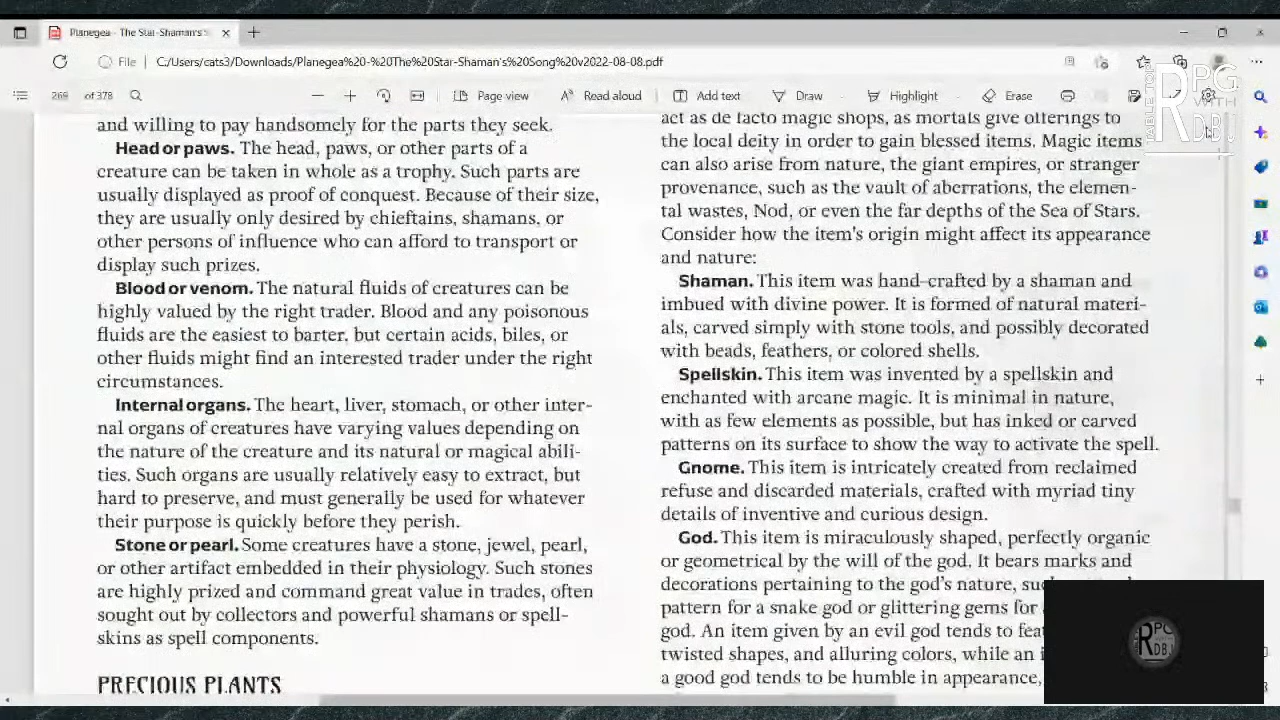 Planegea - The Star-Shaman's
File
C:/Users/cats3/Downloads/Planegea%20-%20The%20Star-Shaman's%20Song%20v2022-08-08.pdf
269 of 378
Page view
Read aloud
Add text
Draw
Highlight
Erase
TABLE TOP
RPG
WITH
RDBU
and willing to pay handsomely for the parts they seek.
Head or paws. The head, paws, or other parts of a
creature can be taken in whole as a trophy. Such parts are
usually displayed as proof of conquest. Because of their size,
they are usually only desired by chieftains, shamans, or
other persons of influence who can afford to transport or
display such prizes.
Blood or venom. The natural fluids of creatures can be
highly valued by the right trader. Blood and any poisonous
fluids are the easiest to barter, but certain acids, biles, or
other fluids might find an interested trader under the right
circumstances.
Internal organs. The heart, liver, stomach, or other inter-
nal organs of creatures have varying values depending on
the nature of the creature and its natural or magical abili-
ties. Such organs are usually relatively easy to extract, but
hard to preserve, and must generally be used for whatever
their purpose is quickly before they perish.
Stone or pearl. Some creatures have a stone, jewel, pearl,
or other artifact embedded in their physiology. Such stones
are highly prized and command great value in trades, often
sought out by collectors and powerful shamans or spell-
skins as spell components.
PRECIOUS PLANTS
act as de facto magic shops, as mortals give offerings to
the local deity in order to gain blessed items. Magic items
can also arise from nature, the giant empires, or stranger
provenance, such as the vault of aberrations, the elemen-
tal wastes, Nod, or even the far depths of the Sea of Stars.
Consider how the item's origin might affect its appearance
and nature:
Shaman. This item was hand-crafted by a shaman and
imbued with divine power. It is formed of natural materi-
als, carved simply with stone tools, and possibly decorated
with beads, feathers, or colored shells.
Spellskin. This item was invented by a spellskin and
enchanted with arcane magic. It is minimal in nature,
with as few elements as possible, but has inked or carved
patterns on its surface to show the way to activate the spell.
Gnome. This item is intricately created from reclaimed
refuse and discarded materials, crafted with myriad tiny
details of inventive and curious design.
God. This item is miraculously shaped, perfectly organic
or geometrical by the will of the god. It bears marks and
decorations pertaining to the god's nature,
pattern for a snake god or glittering gems for
god. An item given by an evil god tends to
twisted shapes, and alluring colors, while an
a good god tends to be humble in appearance,
RPG
RDBU